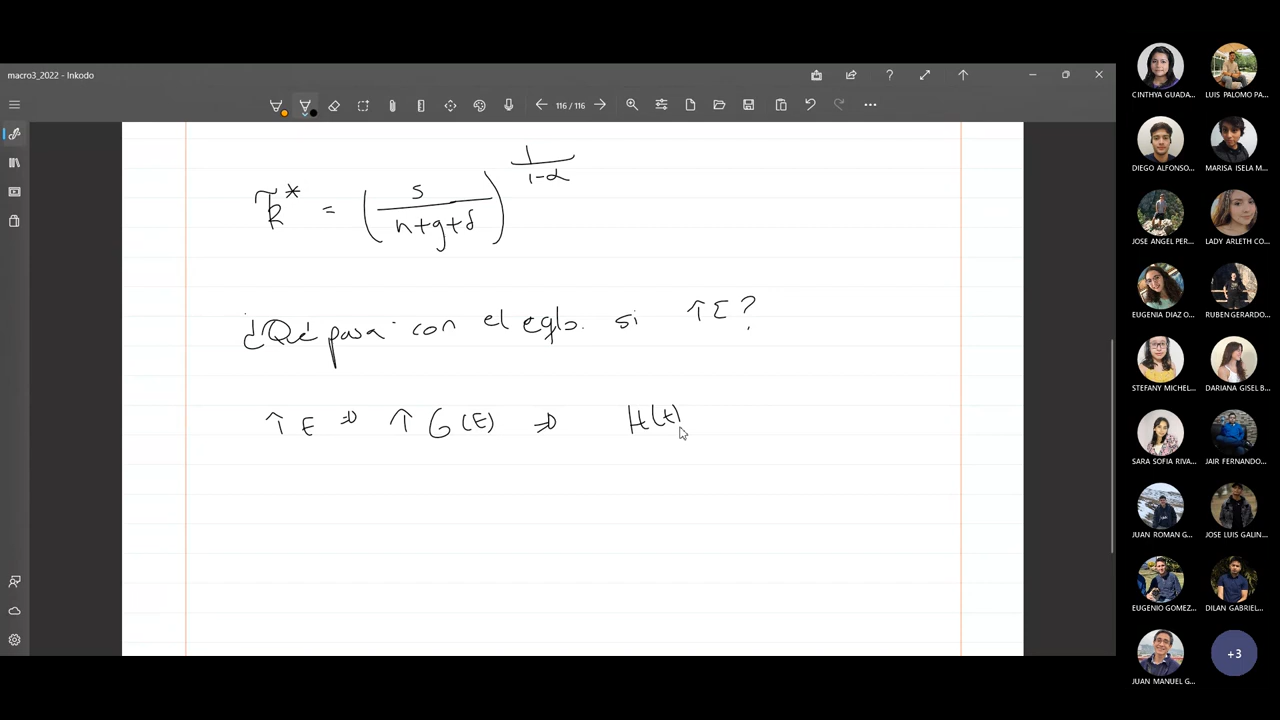 macro3_2022 - Inkodo
116 / 116
k̃* = (s / (n+g+δ))^(1/(1-α))
¿Qué pasa con el eqlo. si ↑E?
↑ E ⇒ ↑ G(E) ⇒ H(t)
CINTHYA GUADA...
LUIS PALOMO PA...
DIEGO ALFONSO...
MARISA ISELA M...
JOSE ANGEL PER...
LADY ARLETH CO...
EUGENIA DIAZ O...
RUBEN GERARDO...
STEFANY MICHEL...
DARIANA GISEL B...
SARA SOFIA RIVA...
JAIR FERNANDO...
JUAN ROMAN G...
JOSE LUIS GALIN...
EUGENIO GOMEZ...
DILAN GABRIEL...
JUAN MANUEL G...
+3